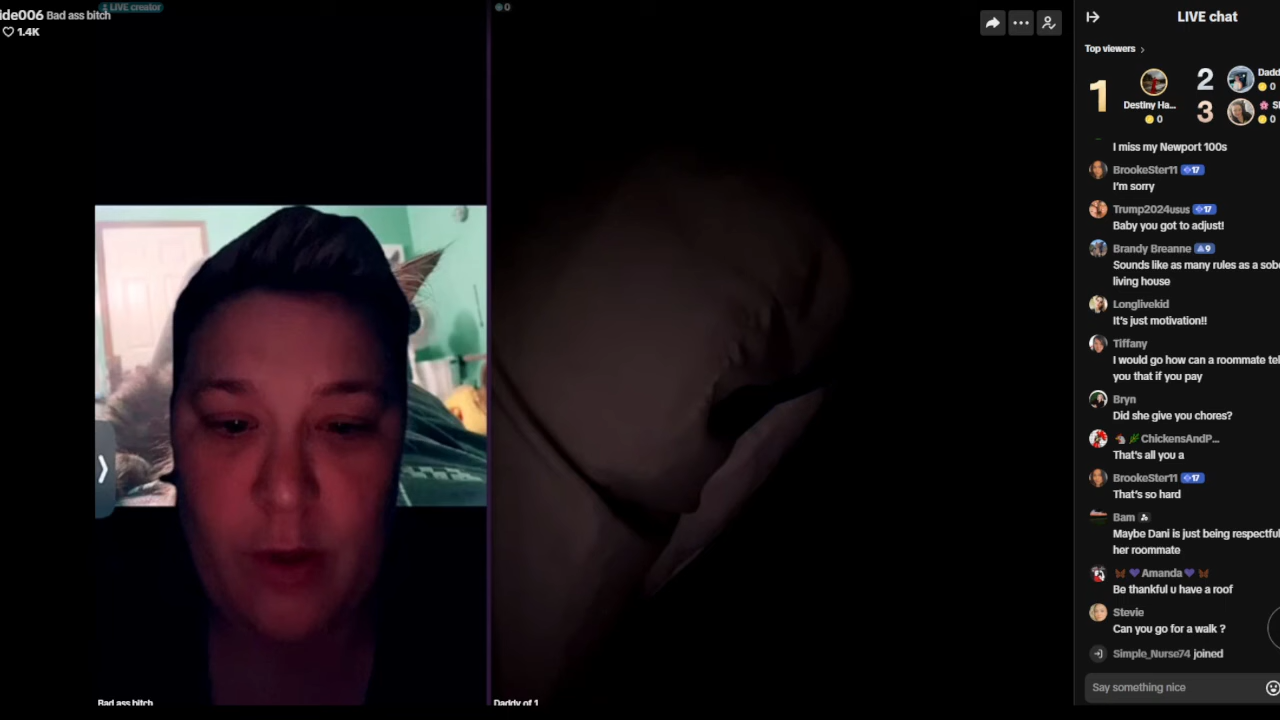 ide006 Bad ass bitch
LIVE creator
1.4K
0
LIVE chat
Top viewers
1
Destiny Ha...
0
2
Dadd
0
3
0
I miss my Newport 100s
BrookeSter11 17
I'm sorry
Trump2024usus 17
Baby you got to adjust!
Brandy Breanne 9
Sounds like as many rules as a sobe
living house
Longlivekid
It's just motivation!!
Tiffany
I would go how can a roommate tel
you that if you pay
Bryn
Did she give you chores?
ChickensAndP...
That's all you a
BrookeSter11 17
That's so hard
Bam
Maybe Dani is just being respectful
her roommate
Amanda
Be thankful u have a roof
Stevie
Can you go for a walk ?
Simple_Nurse74 joined
Say something nice
Bad ass bitch
Daddy of 1